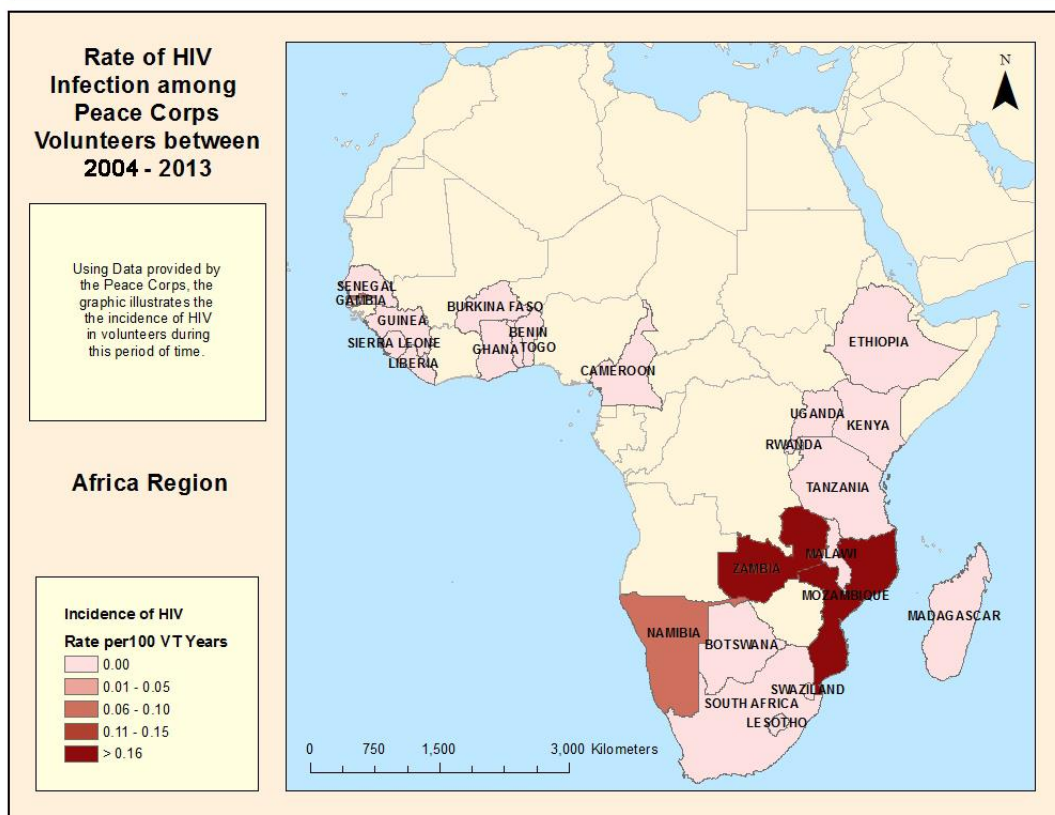 Rate of HIV
Infection among
Peace Corps
Volunteers between
2004 - 2013
Using Data provided by
the Peace Corps, the
graphic illustrates the
the incidence of HIV
in volunteers during
this period of time.
Africa Region
Incidence of HIV
Rate per100 VT Years
0.00
0.01 - 0.05
0.06 - 0.10
0.11 - 0.15
> 0.16
N
SENEGAL
GAMBIA
GUINEA
SIERRA LEONE
LIBERIA
BURKINA FASO
GHANA
BENIN
TOGO
CAMEROON
ETHIOPIA
UGANDA
KENYA
RWANDA
TANZANIA
MALAWI
ZAMBIA
MOZAMBIQUE
MADAGASCAR
NAMIBIA
BOTSWANA
SWAZILAND
SOUTH AFRICA
LESOTHO
0 750 1,500 3,000 Kilometers